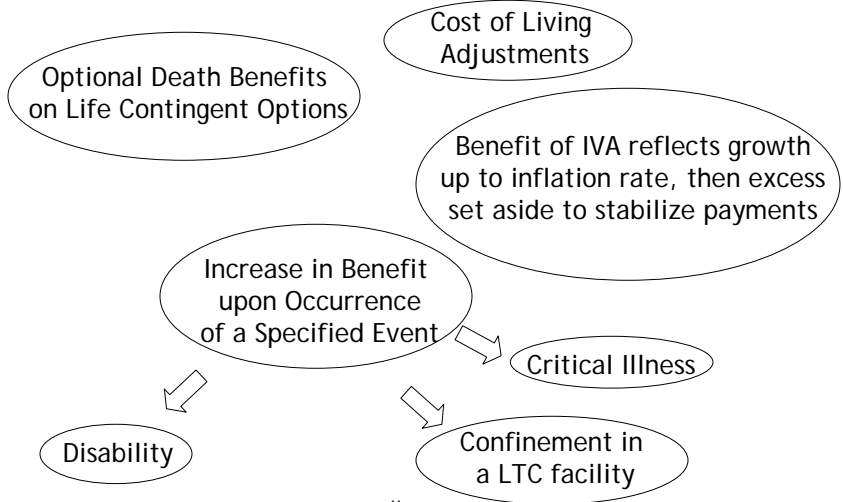 Cost of Living
Adjustments
Optional Death Benefits
on Life Contingent Options
Benefit of IVA reflects growth
up to inflation rate, then excess
set aside to stabilize payments
Increase in Benefit
upon Occurrence
of a Specified Event
Critical Illness
Disability
Confinement in
a LTC facility